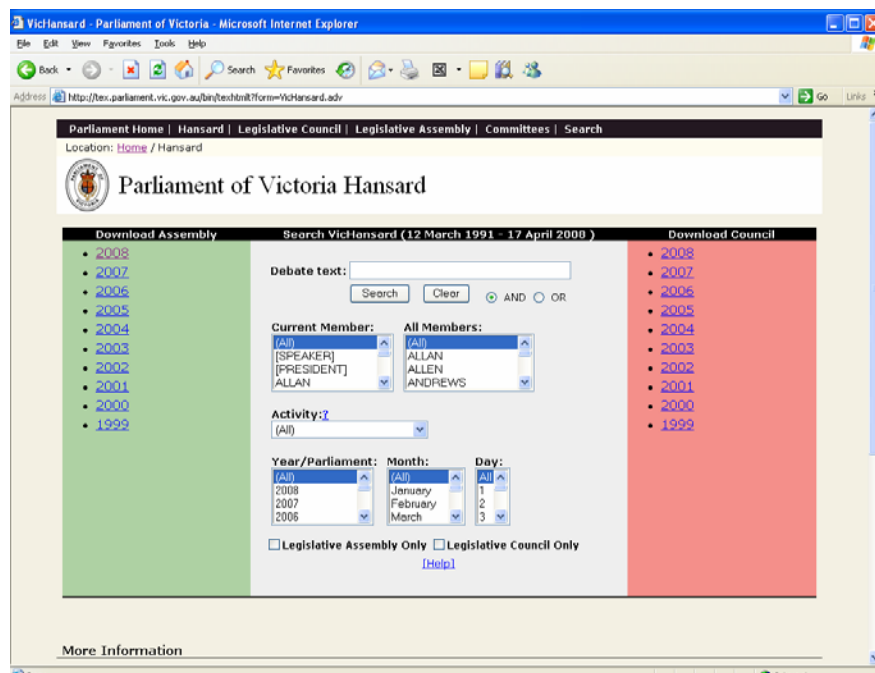 VicHansard - Parliament of Victoria - Microsoft Internet Explorer
File Edit View Favorites Tools Help
Back Search Favorites
Address http://tex.parliament.vic.gov.au/bin/texhtmlt?form=VicHansard.adv Go Links
Parliament Home | Hansard | Legislative Council | Legislative Assembly | Committees | Search
Location: Home / Hansard
Parliament of Victoria Hansard
Download Assembly
2008
2007
2006
2005
2004
2003
2002
2001
2000
1999
Search VicHansard (12 March 1991 - 17 April 2008 )
Debate text:
Search Clear AND OR
Current Member: All Members:
(All) (All)
[SPEAKER] ALLAN
[PRESIDENT] ALLEN
ALLAN ANDREWS
Activity:?
(All)
Year/Parliament: Month: Day:
(All) (All) All
2008 January 1
2007 February 2
2006 March 3
Legislative Assembly Only Legislative Council Only
[Help]
Download Council
2008
2007
2006
2005
2004
2003
2002
2001
2000
1999
More Information